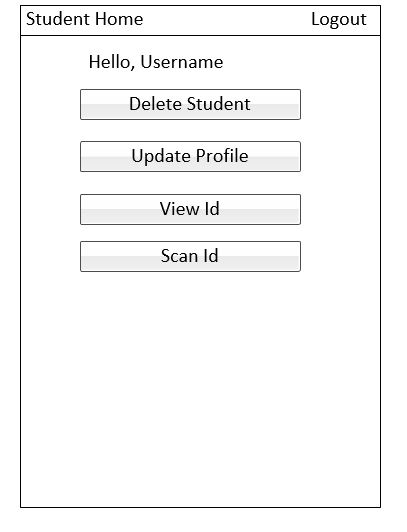 Student Home Logout
Hello, Username
Delete Student
Update Profile
View Id
Scan Id